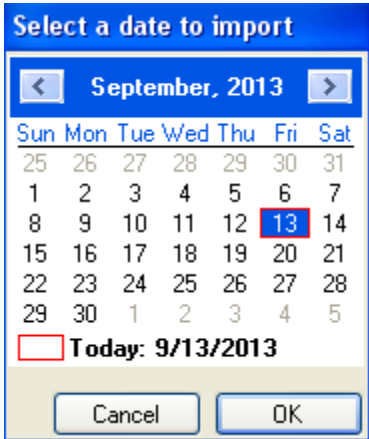 Select a date to import
September, 2013
Sun Mon Tue Wed Thu Fri Sat
25 26 27 28 29 30 31
1 2 3 4 5 6 7
8 9 10 11 12 13 14
15 16 17 18 19 20 21
22 23 24 25 26 27 28
29 30 1 2 3 4 5
Today: 9/13/2013
Cancel OK